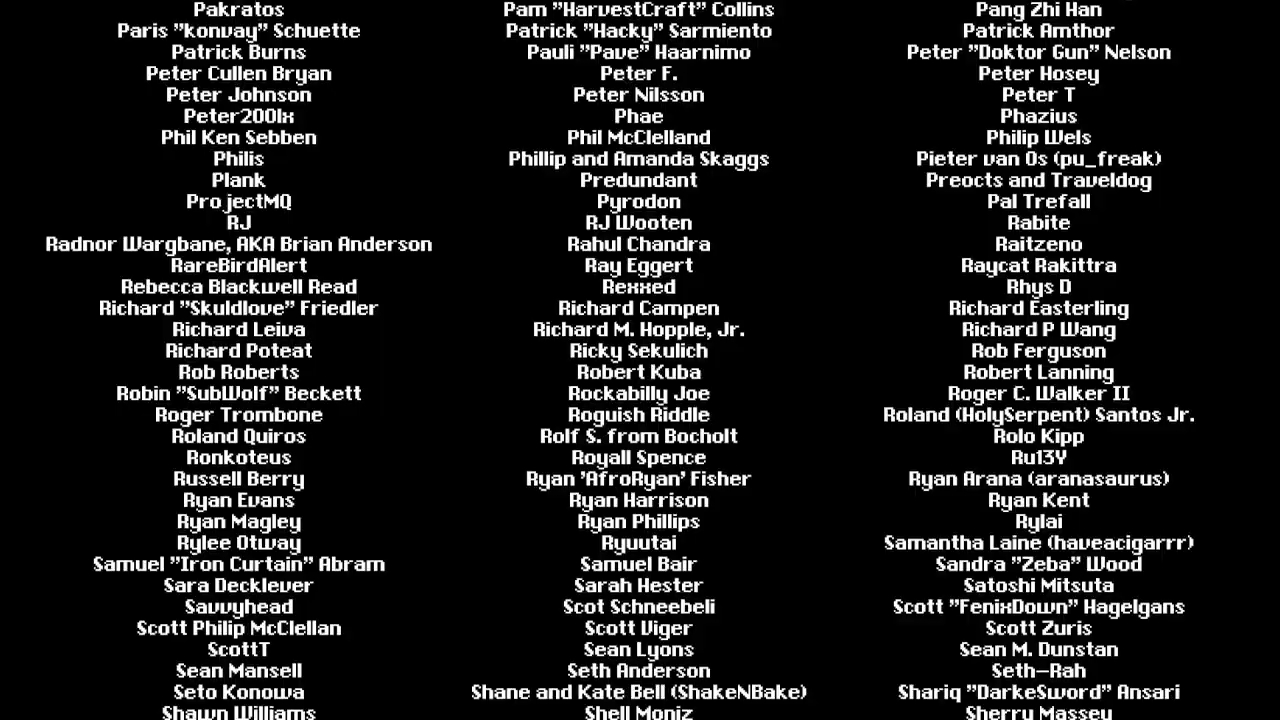 Pakratos Pam "HarvestCraft" Collins Pang Zhi Han
Paris "konvay" Schuette Patrick "Hacky" Sarmiento Patrick Amthor
Patrick Burns Pauli "Pave" Haarnimo Peter "Doktor Gun" Nelson
Peter Cullen Bryan Peter F. Peter Hosey
Peter Johnson Peter Nilsson Peter T
Peter2001x Phae Phazius
Phil Ken Sebben Phil McClelland Philip Wels
Philis Phillip and Amanda Skaggs Pieter van Os (pu_freak)
Plank Predundant Preocts and Traveldog
ProjectMQ Pyrodon Pal Trefall
RJ RJ Wooten Rabite
Radnor Wargbane, AKA Brian Anderson Rahul Chandra Raitzeno
RareBirdAlert Ray Eggert Raycat Rakittra
Rebecca Blackwell Read Rexxed Rhys D
Richard "Skuldlove" Friedler Richard Campen Richard Easterling
Richard Leiva Richard M. Hopple, Jr. Richard P Wang
Richard Poteat Ricky Sekulich Rob Ferguson
Rob Roberts Robert Kuba Robert Lanning
Robin "SubWolf" Beckett Rockabilly Joe Roger C. Walker II
Roger Trombone Roguish Riddle Roland (HolySerpent) Santos Jr.
Roland Quiros Rolf S. from Bocholt Rolo Kipp
Ronkoteus Royall Spence Ru13Y
Russell Berry Ryan 'AfroRyan' Fisher Ryan Arana (aranasaurus)
Ryan Evans Ryan Harrison Ryan Kent
Ryan Magley Ryan Phillips Rylai
Rylee Otway Ryuutai Samantha Laine (haveacigarrr)
Samuel "Iron Curtain" Abram Samuel Bair Sandra "Zeba" Wood
Sara Decklever Sarah Hester Satoshi Mitsuta
Savvyhead Scot Schneebeli Scott "FenixDown" Hagelgans
Scott Philip McClellan Scott Viger Scott Zuris
ScottT Sean Lyons Sean M. Dunstan
Sean Mansell Seth Anderson Seth-Rah
Seto Konowa Shane and Kate Bell (ShakeNBake) Shariq "DarkeSword" Ansari
Shawn Williams Shell Moniz Sherry Massey